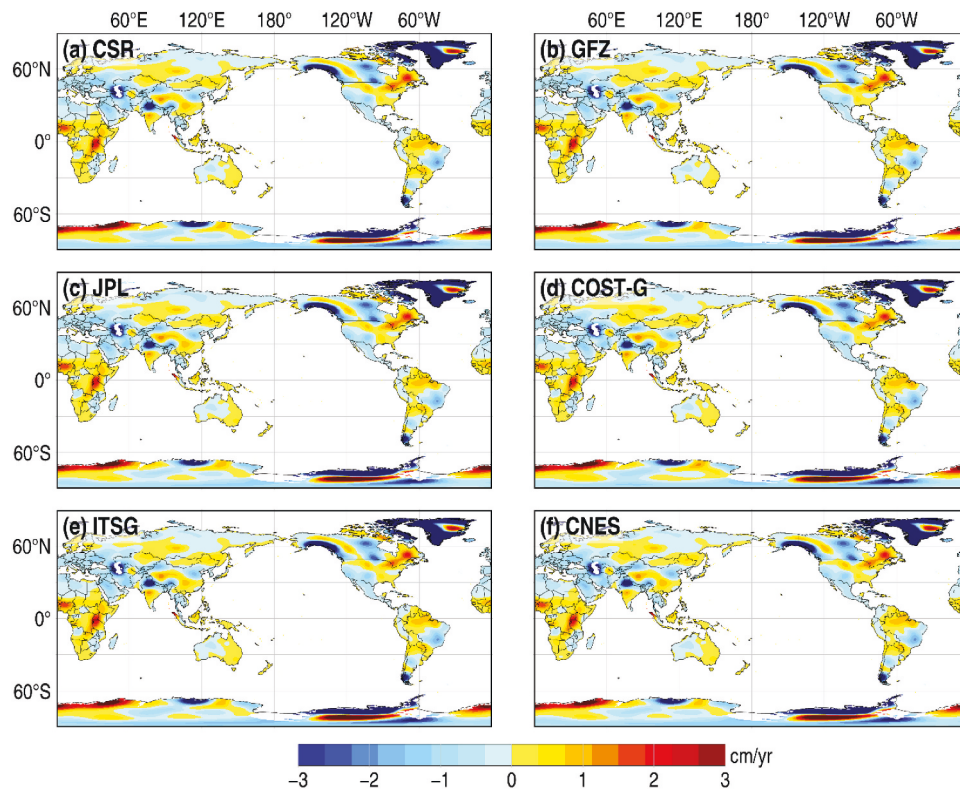 60°E 120°E 180° 120°W 60°W 60°E 120°E 180° 120°W 60°W
(a) CSR (b) GFZ
60°N
0°
60°S
(c) JPL (d) COST-G
60°N
0°
60°S
(e) ITSG (f) CNES
60°N
0°
60°S
cm/yr
−3 −2 −1 0 1 2 3